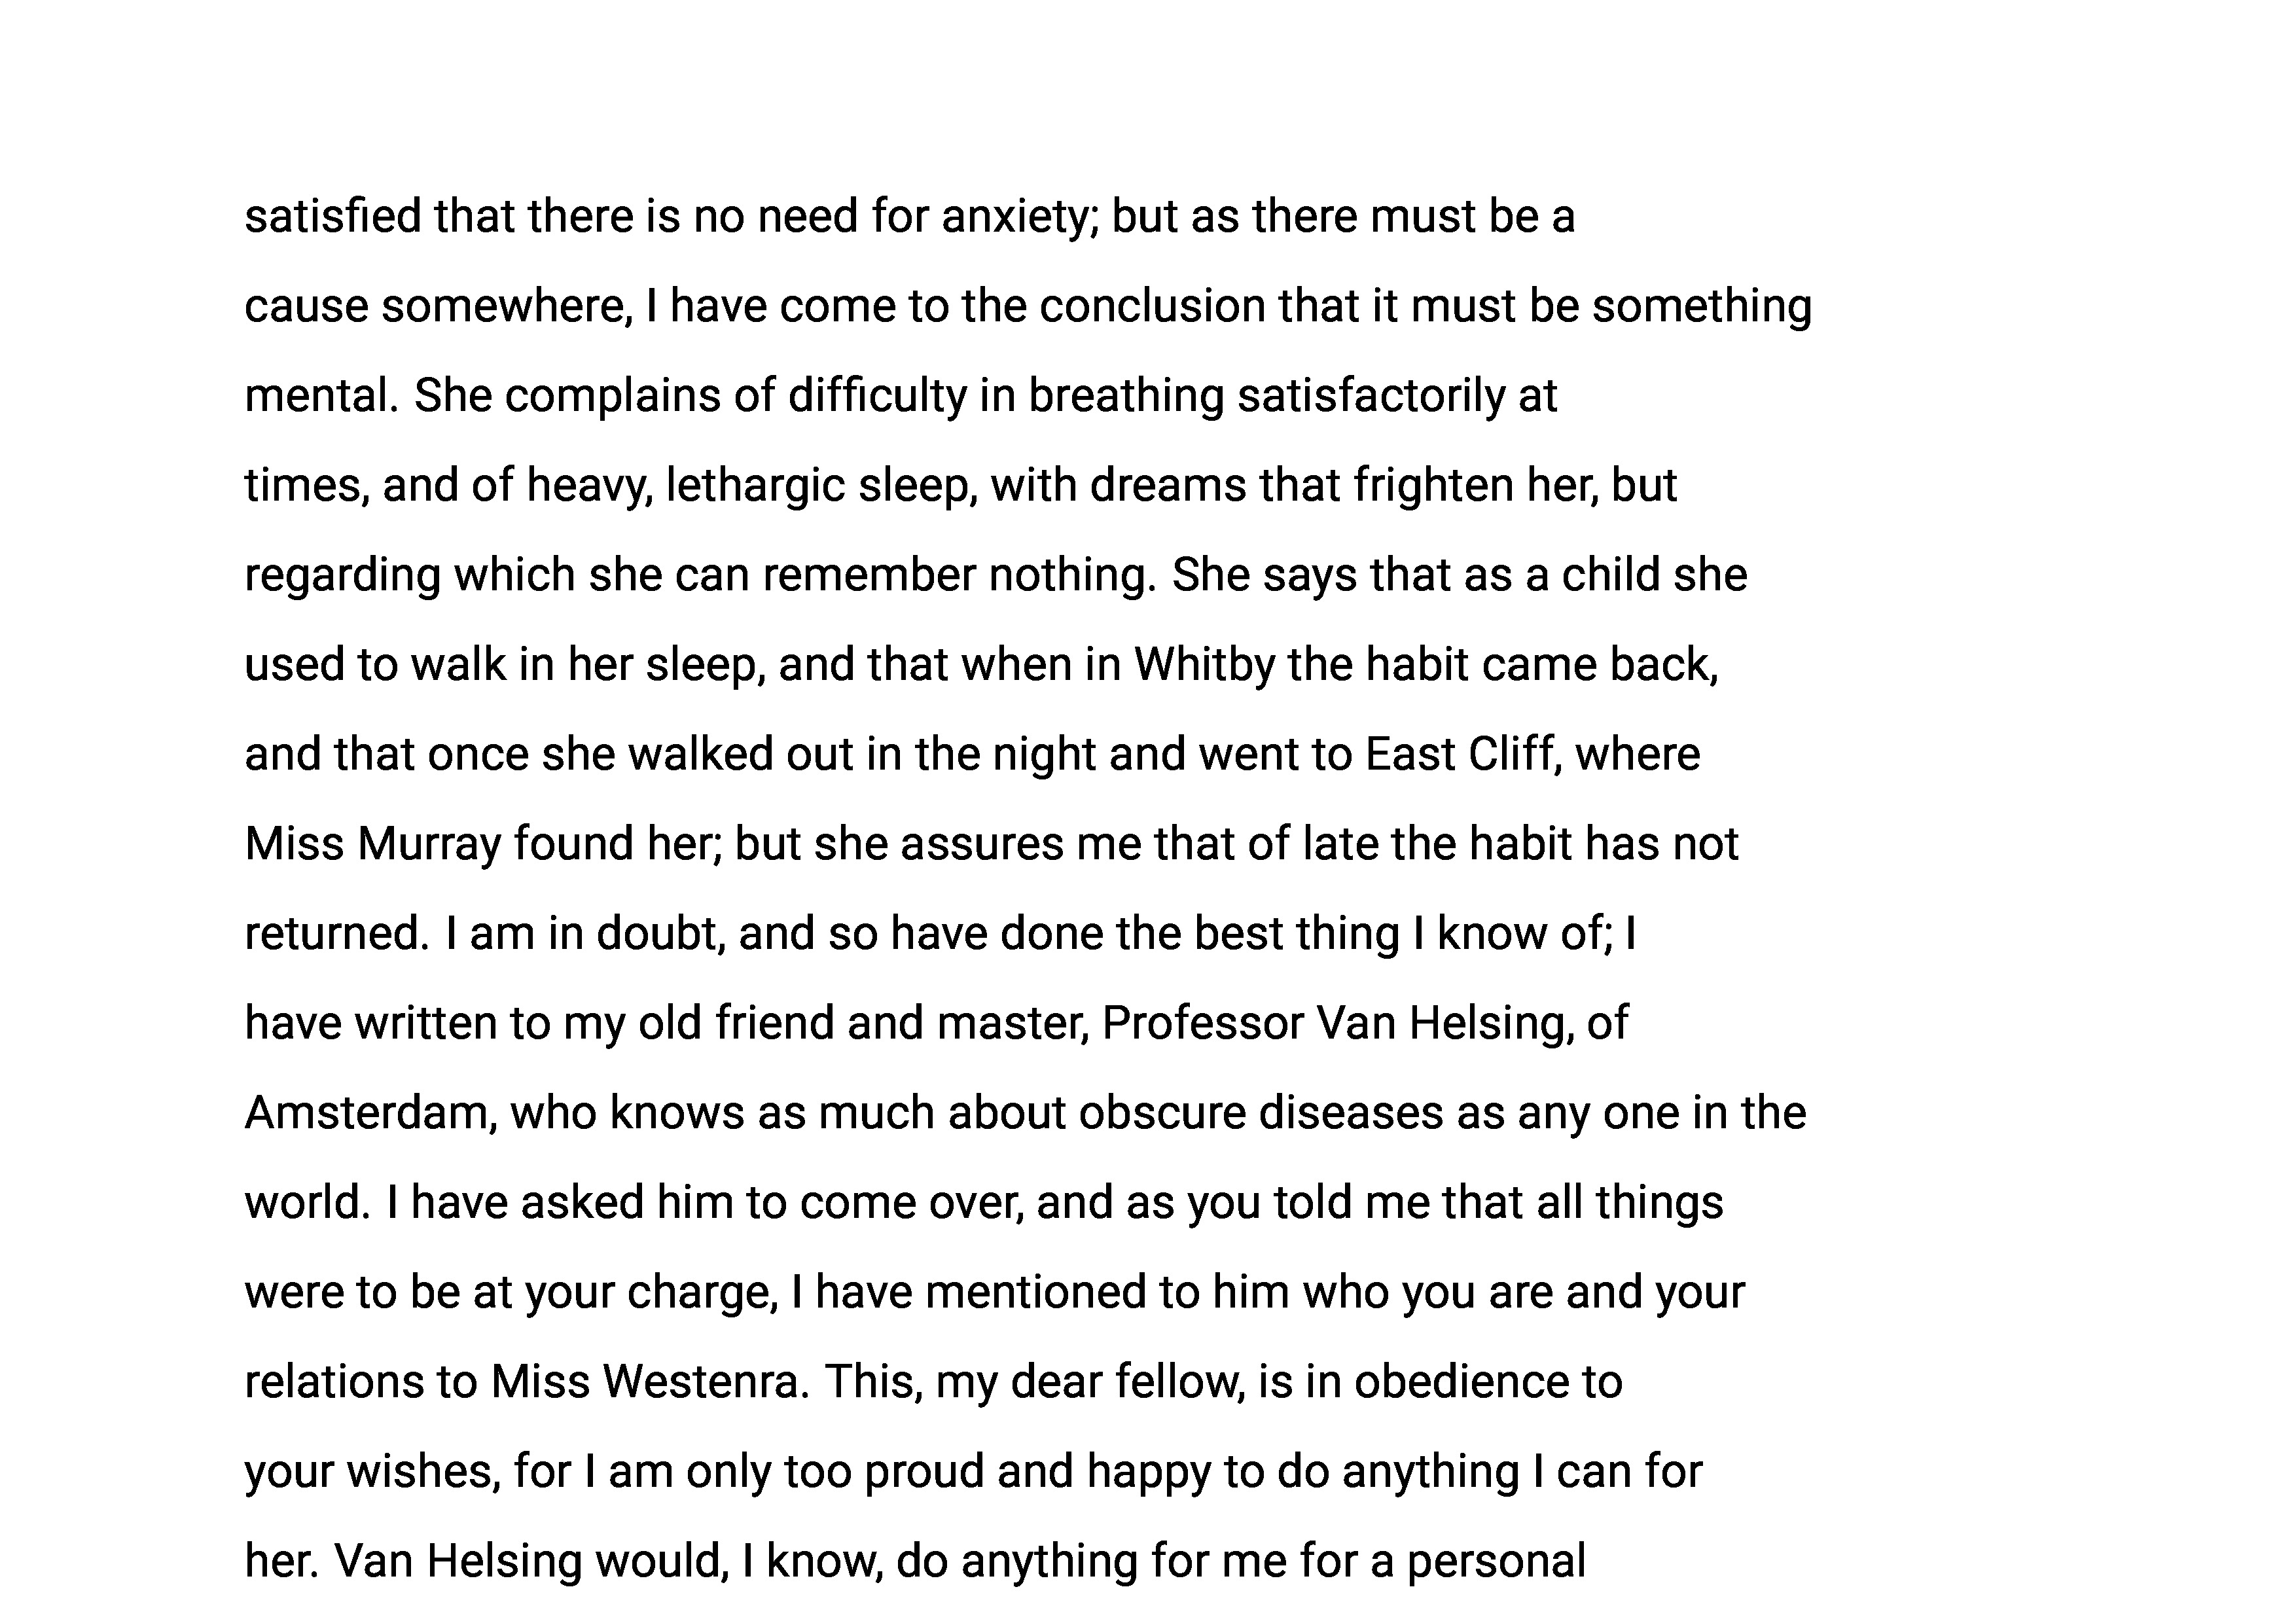 satisfied that there is no need for anxiety; but as there must be a
cause somewhere, I have come to the conclusion that it must be something
mental. She complains of difficulty in breathing satisfactorily at
times, and of heavy, lethargic sleep, with dreams that frighten her, but
regarding which she can remember nothing. She says that as a child she
used to walk in her sleep, and that when in Whitby the habit came back,
and that once she walked out in the night and went to East Cliff, where
Miss Murray found her; but she assures me that of late the habit has not
returned. I am in doubt, and so have done the best thing I know of; I
have written to my old friend and master, Professor Van Helsing, of
Amsterdam, who knows as much about obscure diseases as any one in the
world. I have asked him to come over, and as you told me that all things
were to be at your charge, I have mentioned to him who you are and your
relations to Miss Westenra. This, my dear fellow, is in obedience to
your wishes, for I am only too proud and happy to do anything I can for
her. Van Helsing would, I know, do anything for me for a personal